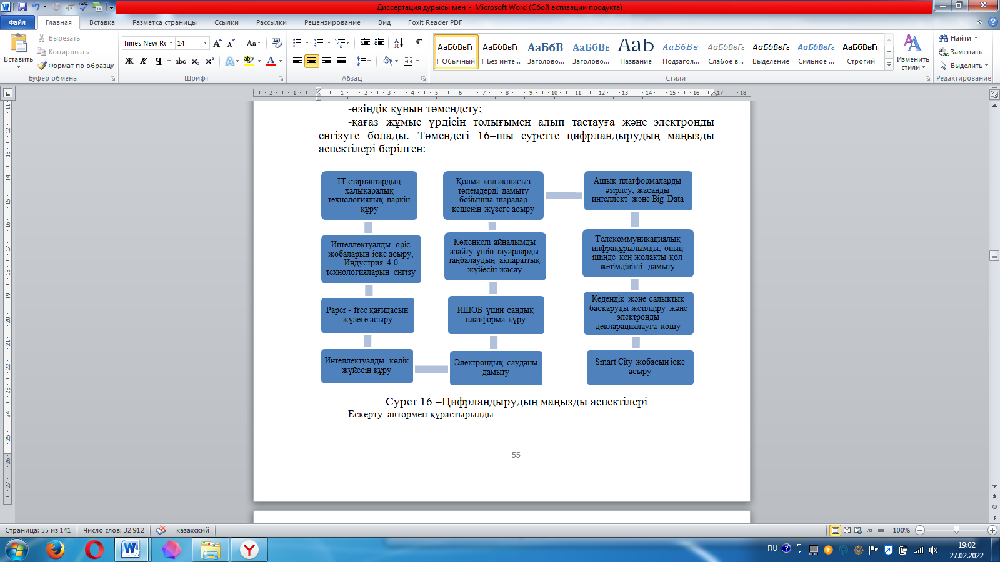 Диссертация дурысы мен - Microsoft Word (Сбой активации продукта)
Файл Главная Вставка Разметка страницы Ссылки Рассылки Рецензирование Вид Foxit Reader PDF
Вставить
Вырезать
Копировать
Формат по образцу
Буфер обмена
Times New Ro 14
Шрифт
Абзац
АаБбВвГг, АаБбВвГг, АаБбВ АаБбВв АаБ АаБбВв. АаБбВвГг АаБбВвГг АаБбВвГг АаБбВвГг,
¶ Обычный ¶ Без инте... Заголово... Заголово... Название Подзагол... Слабое в... Выделение Сильное ... Строгий
Стили
Изменить
стили
Найти
Заменить
Выделить
Редактирование
-өзіндік құнын төмендету;
-қағаз жұмыс үрдісін толығымен алып тастауға және электронды
енгізуге болады. Төмендегі 16–шы суретте цифрландырудың маңызды
аспектілері берілген:
IT стартаптардың
халықаралық
технологиялық паркін
құру
Интеллектуалды өріс
жобаларын іске асыру,
Индустрия 4.0
технологияларын енгізу
Paper - free қағидасын
жүзеге асыру
Интеллектуалды көлік
жүйесін құру
Қолма-қол ақшасыз
төлемдерді дамыту
бойынша шаралар
кешенін жүзеге асыру
Көлеңкелі айналымды
азайту үшін тауарларды
таңбалаудың ақпараттық
жүйесін жасау
ИШОБ үшін сандық
платформа құру
Электрондық сауданы
дамыту
Ашық платформаларды
әзірлеу, жасанды
интеллект және Big Data
Телекоммуникациялық
инфрақұрылымды, оның
ішінде кең жолақты қол
жетімділікті дамыту
Кедендік және салықтық
басқаруды жетілдіру және
электронды
декларациялауға көшу
Smart City жобасын іске
асыру
Сурет 16 –Цифрландырудың маңызды аспектілері
Ескерту: автормен құрастырылды
55
Страница: 55 из 141 Число слов: 32 912 казахский 100%
RU 19:02
27.02.2022